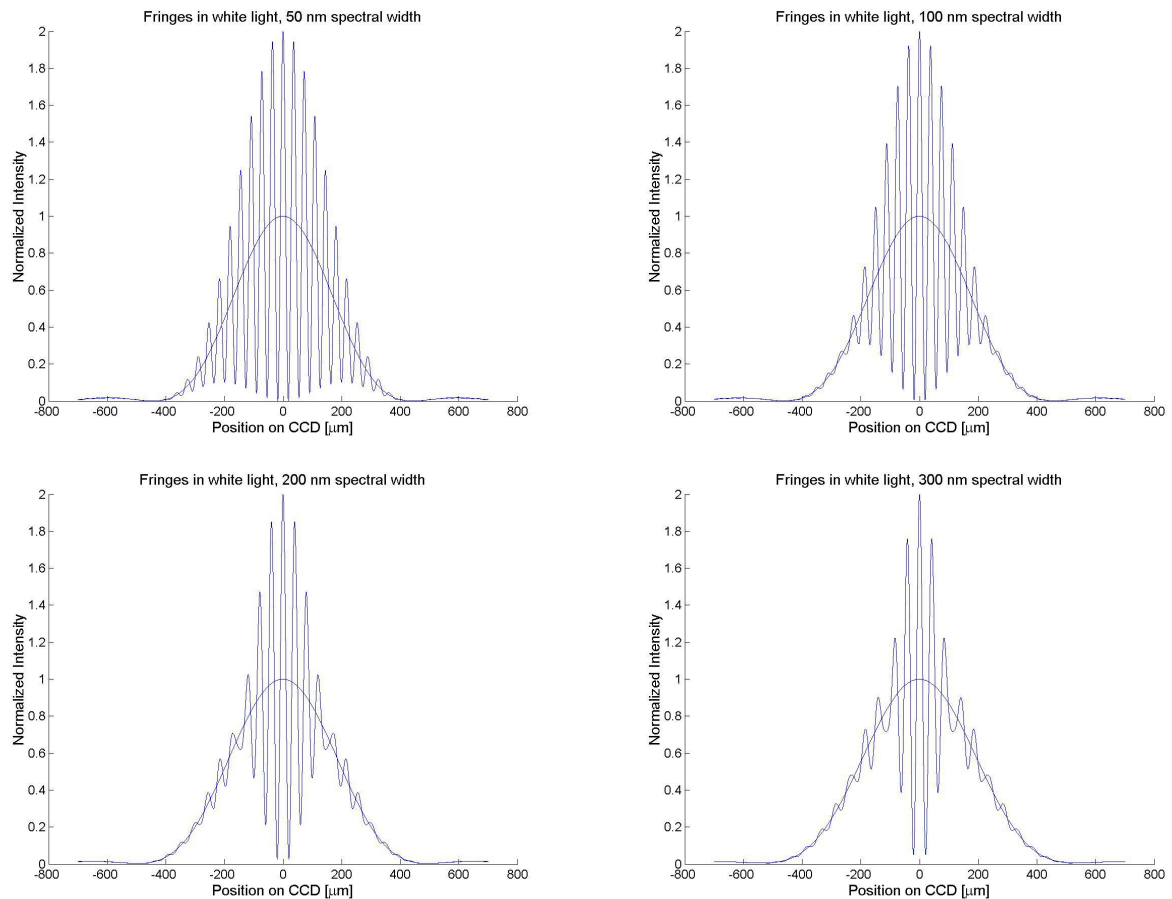 Fringes in white light, 50 nm spectral width
2
1.8
1.6
1.4
1.2
1
0.8
0.6
0.4
0.2
0
Normalized Intensity
-800 -600 -400 -200 0 200 400 600 800
Position on CCD [μm]
Fringes in white light, 100 nm spectral width
2
1.8
1.6
1.4
1.2
1
0.8
0.6
0.4
0.2
0
Normalized Intensity
-800 -600 -400 -200 0 200 400 600 800
Position on CCD [μm]
Fringes in white light, 200 nm spectral width
2
1.8
1.6
1.4
1.2
1
0.8
0.6
0.4
0.2
0
Normalized Intensity
-800 -600 -400 -200 0 200 400 600 800
Position on CCD [μm]
Fringes in white light, 300 nm spectral width
2
1.8
1.6
1.4
1.2
1
0.8
0.6
0.4
0.2
0
Normalized Intensity
-800 -600 -400 -200 0 200 400 600 800
Position on CCD [μm]